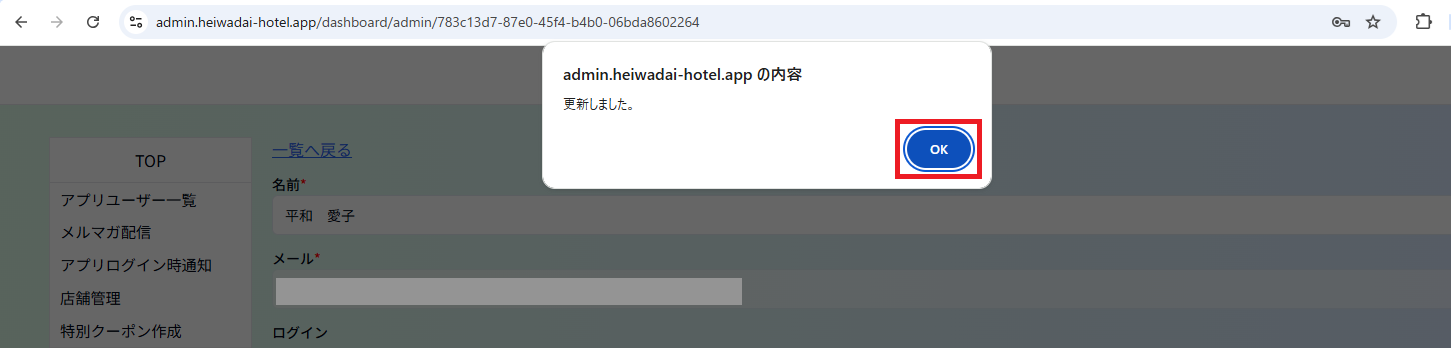 admin.heiwadai-hotel.app/dashboard/admin/783c13d7-87e0-45f4-b4b0-06bda8602264
admin.heiwadai-hotel.app の内容
更新しました。
OK
TOP
アプリユーザー一覧
メルマガ配信
アプリログイン時通知
店舗管理
特別クーポン作成
一覧へ戻る
名前*
平和　愛子
メール*
ログイン